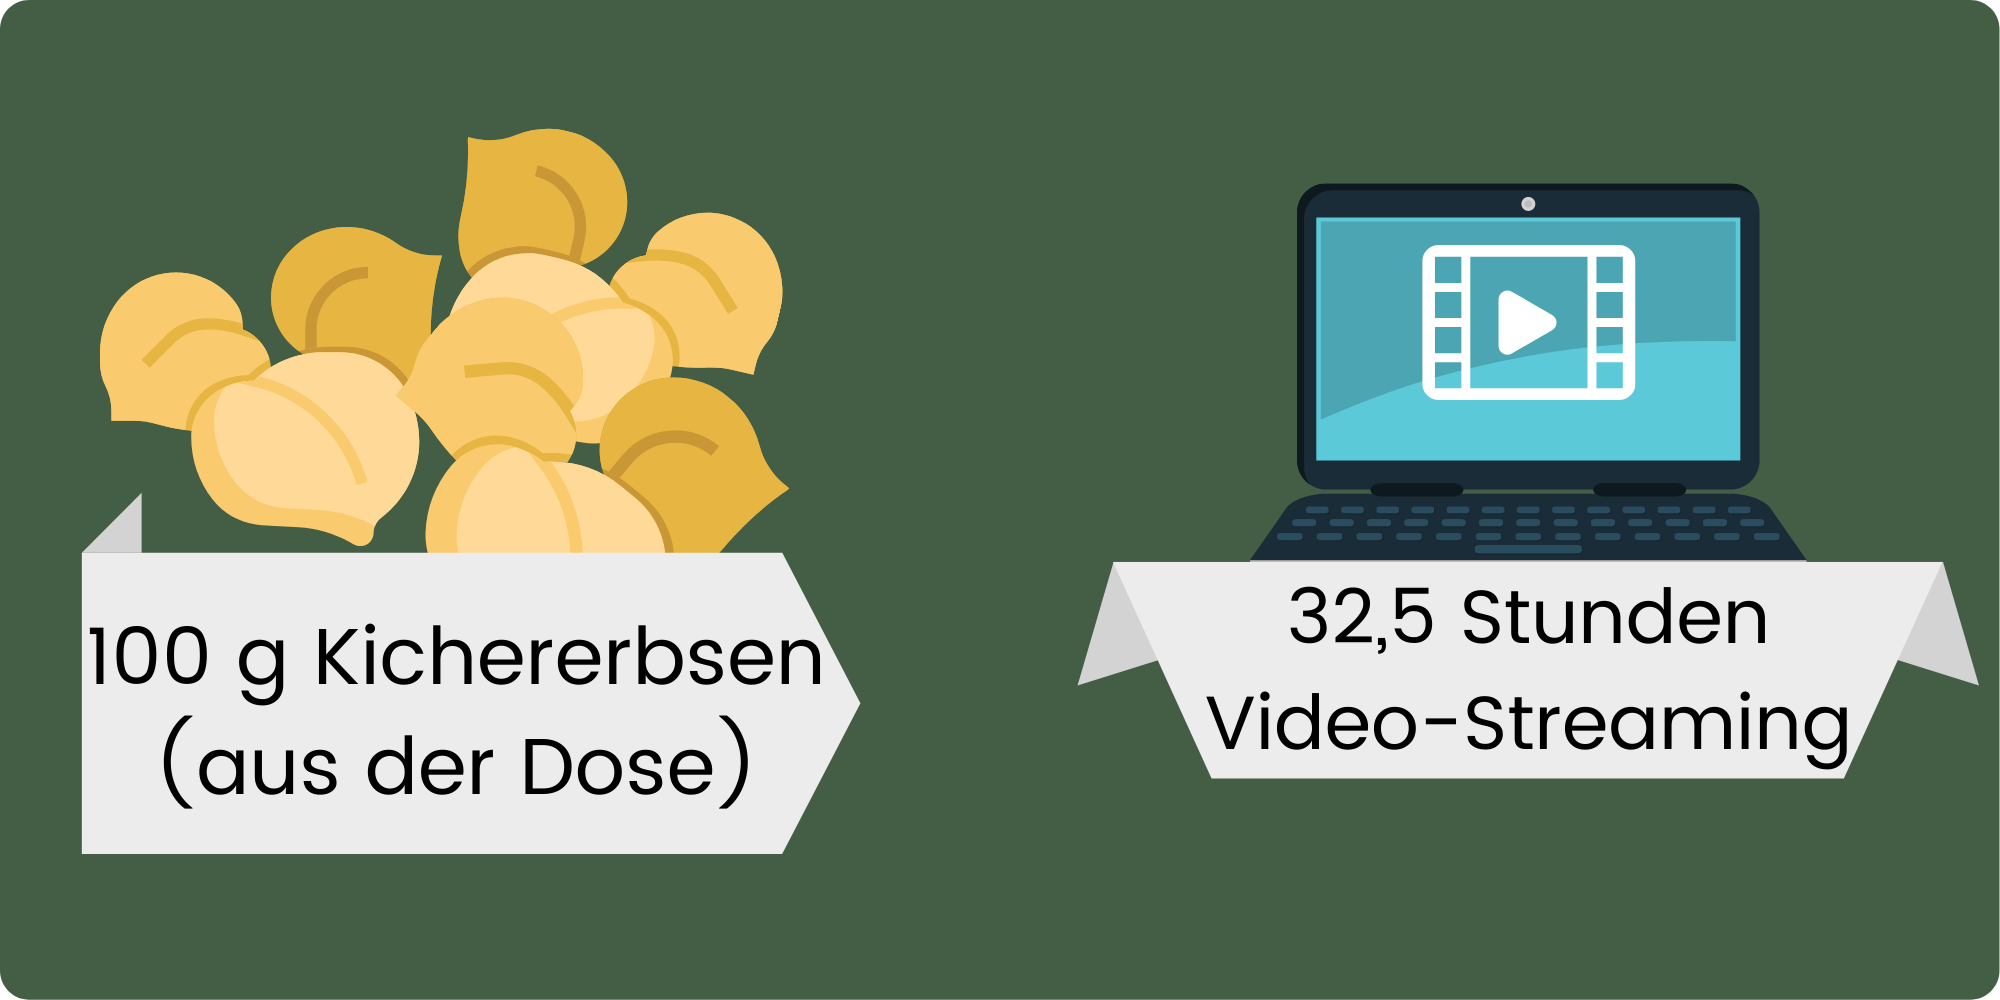 100 g Kichererbsen
(aus der Dose)
32,5 Stunden
Video-Streaming